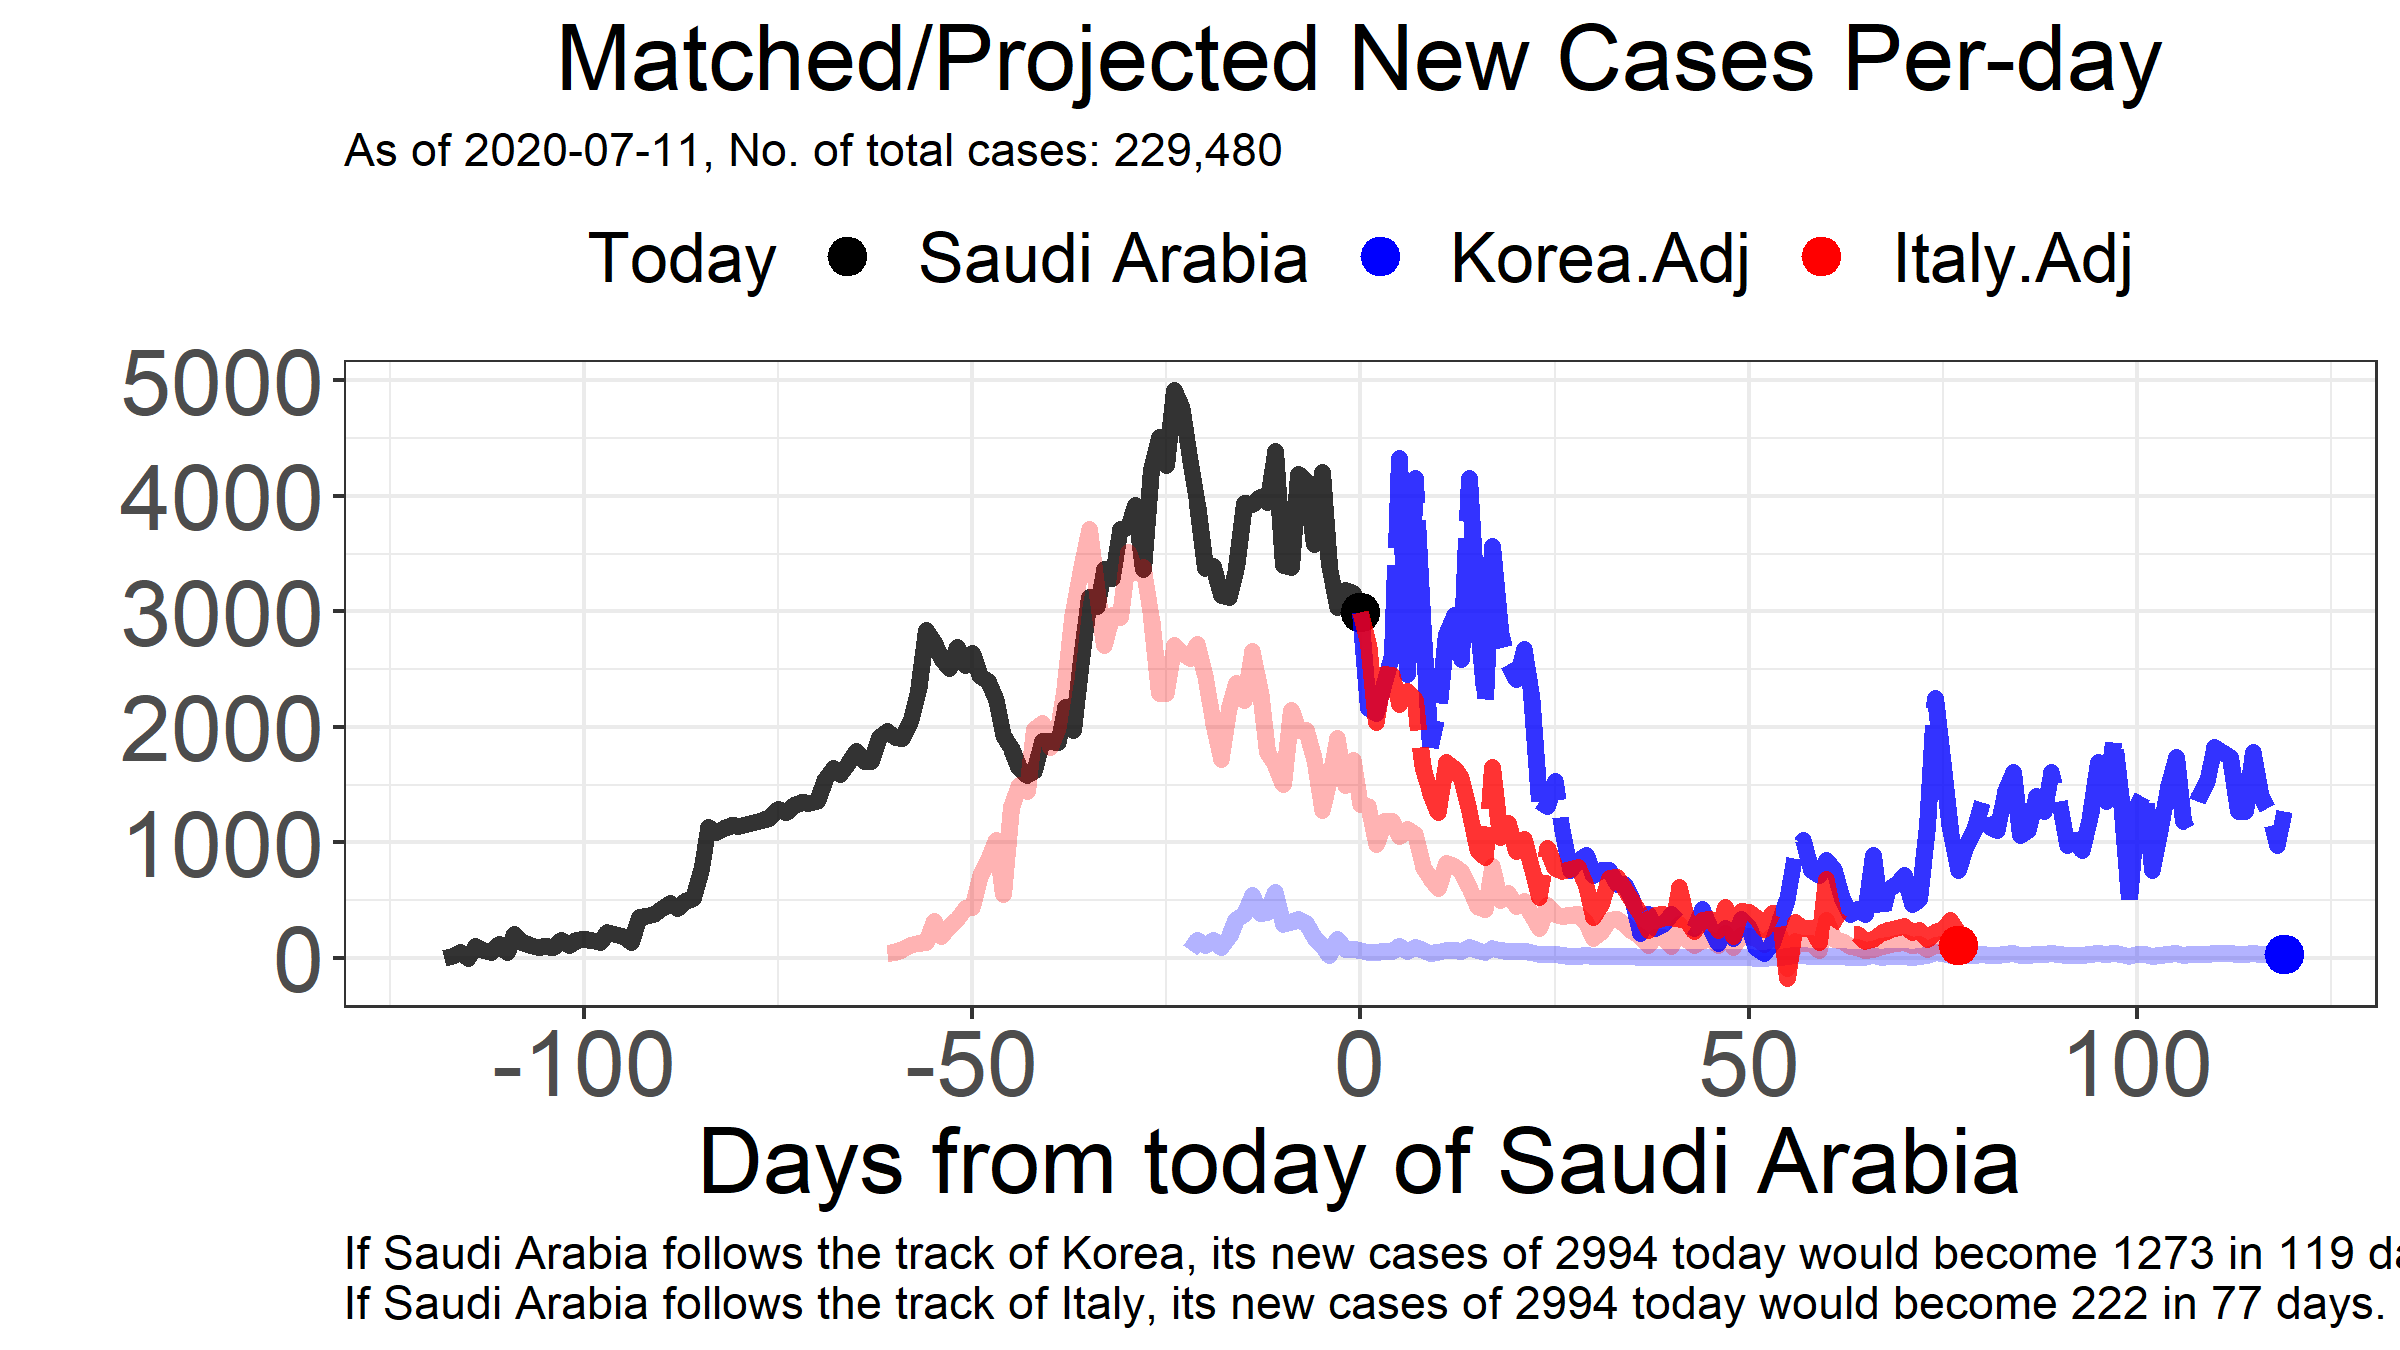 Matched/Projected New Cases Per-day
As of 2020-07-11, No. of total cases: 229,480
Today Saudi Arabia Korea.Adj Italy.Adj
5000
4000
3000
2000
1000
0
-100 -50 0 50 100
Days from today of Saudi Arabia
If Saudi Arabia follows the track of Korea, its new cases of 2994 today would become 1273 in 119
If Saudi Arabia follows the track of Italy, its new cases of 2994 today would become 222 in 77 days.